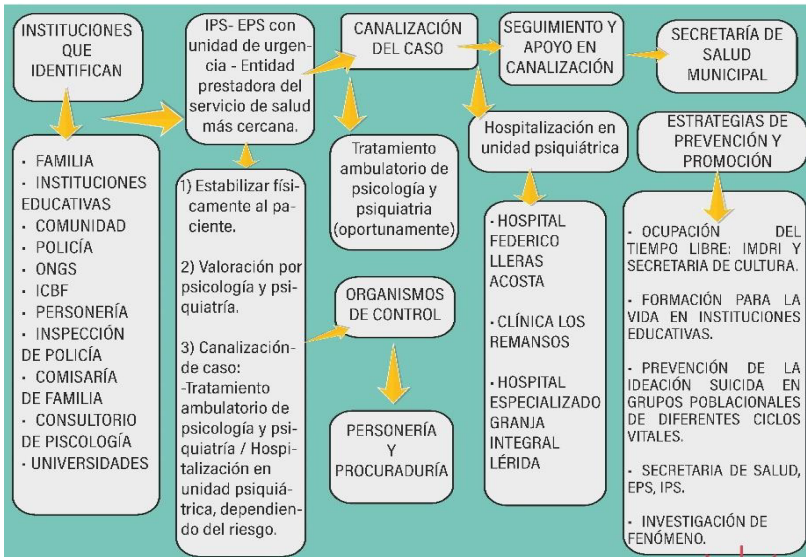 INSTITUCIONES
QUE
IDENTIFICAN
· FAMILIA
· INSTITUCIONES
EDUCATIVAS
· COMUNIDAD
· POLICÍA
· ONGS
· ICBF
· PERSONERÍA
· INSPECCIÓN
DE POLICÍA
· COMISARÍA
DE FAMILIA
· CONSULTORIO
DE PISCOLOGÍA
· UNIVERSIDADES
IPS- EPS con
unidad de urgen-
cia - Entidad
prestadora del
servicio de salud
más cercana.
1) Estabilizar físi-
camente al pa-
ciente.
2) Valoración por
psicología y psi-
quiatría.
3) Canalización-
de caso:
-Tratamiento
ambulatorio de
psicología y psi-
quiatría / Hospi-
talización en
unidad psiquiá-
trica, dependien-
do del riesgo.
CANALIZACIÓN
DEL CASO
Tratamiento
ambulatorio de
psicología y
psiquiatria
(oportunamente)
ORGANISMOS
DE CONTROL
PERSONERÍA
Y
PROCURADURÍA
SEGUIMIENTO Y
APOYO EN
CANALIZACIÓN
Hospitalización en
unidad psiquiátrica
· HOSPITAL
FEDERICO
LLERAS
ACOSTA
· CLÍNICA LOS
REMANSOS
· HOSPITAL
ESPECIALIZADO
GRANJA
INTEGRAL
LÉRIDA
SECRETARÍA DE
SALUD
MUNICIPAL
ESTRATEGIAS DE
PREVENCIÓN Y
PROMOCIÓN
· OCUPACIÓN DEL
TIEMPO LIBRE: IMDRI Y
SECRETARIA DE CULTURA.
· FORMACIÓN PARA LA
VIDA EN INSTITUCIONES
EDUCATIVAS.
· PREVENCIÓN DE LA
IDEACIÓN SUICIDA EN
GRUPOS POBLACIONALES
DE DIFERENTES CICLOS
VITALES.
· SECRETARIA DE SALUD,
EPS, IPS.
· INVESTIGACIÓN DE
FENÓMENO.